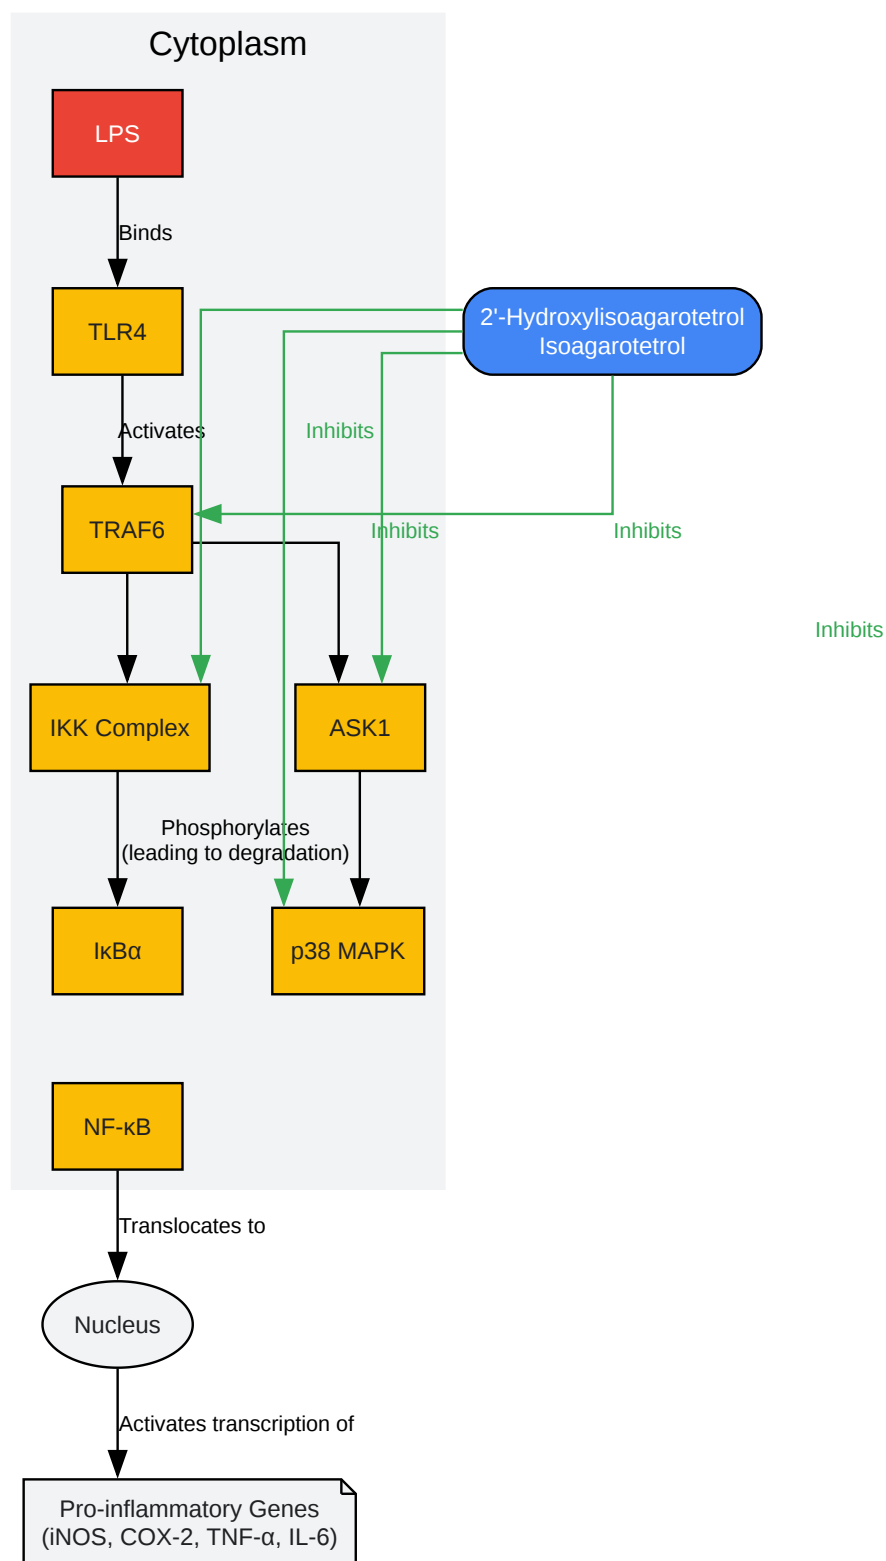 Cytoplasm
LPS
Binds
TLR4
2'-Hydroxylisoagarotetrol
Isoagarotetrol
Activates
Inhibits
TRAF6
Inhibits
Inhibits
Inhibits
IKK Complex
ASK1
Phosphorylates
(leading to degradation)
IκBα
p38 MAPK
NF-κB
Translocates to
Nucleus
Activates transcription of
Pro-inflammatory Genes
(iNOS, COX-2, TNF-α, IL-6)